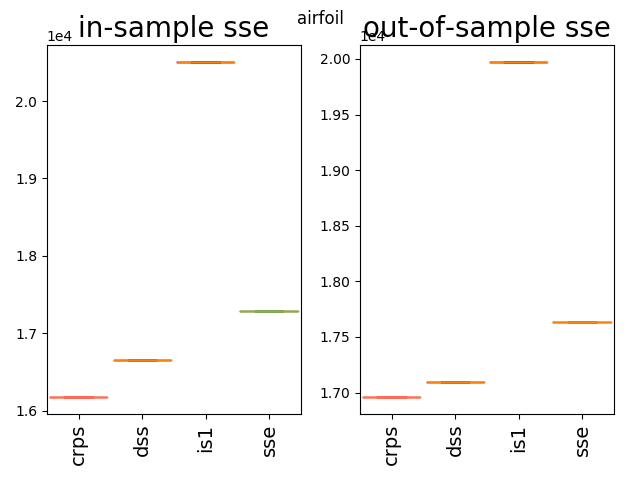 airfoil
in-sample sse
1e4
2.0
1.9
1.8
1.7
1.6
crps
dss
is1
sse
out-of-sample sse
1e4
2.00
1.95
1.90
1.85
1.80
1.75
1.70
crps
dss
is1
sse